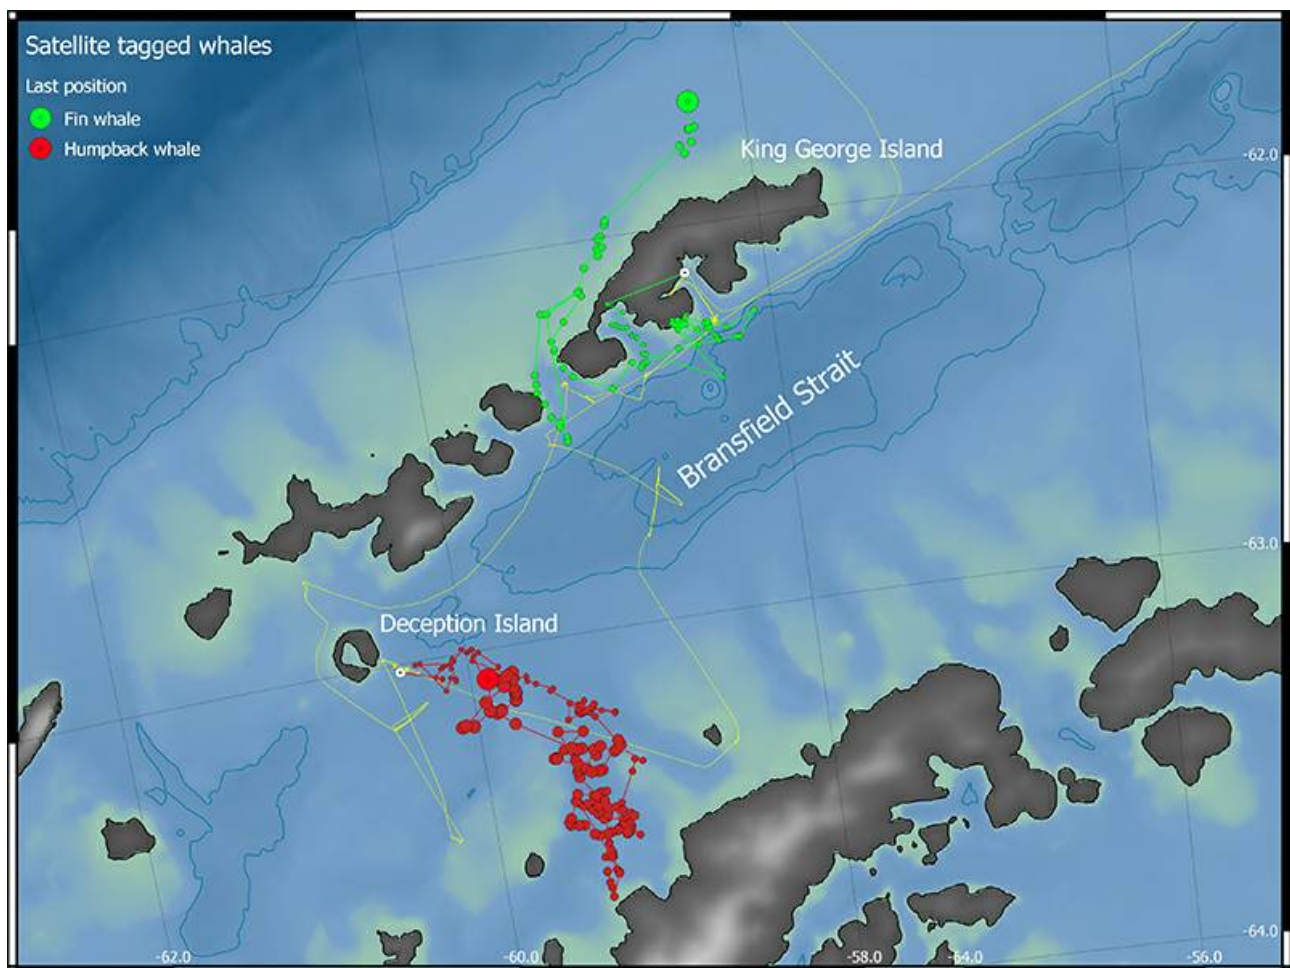 Satellite tagged whales
Last position
Fin whale
Humpback whale
King George Island
-62.0
Bransfield Strait
-63.0
Deception Island
-64.0
-62.0
-60.0
-58.0
-64.0
-56.0